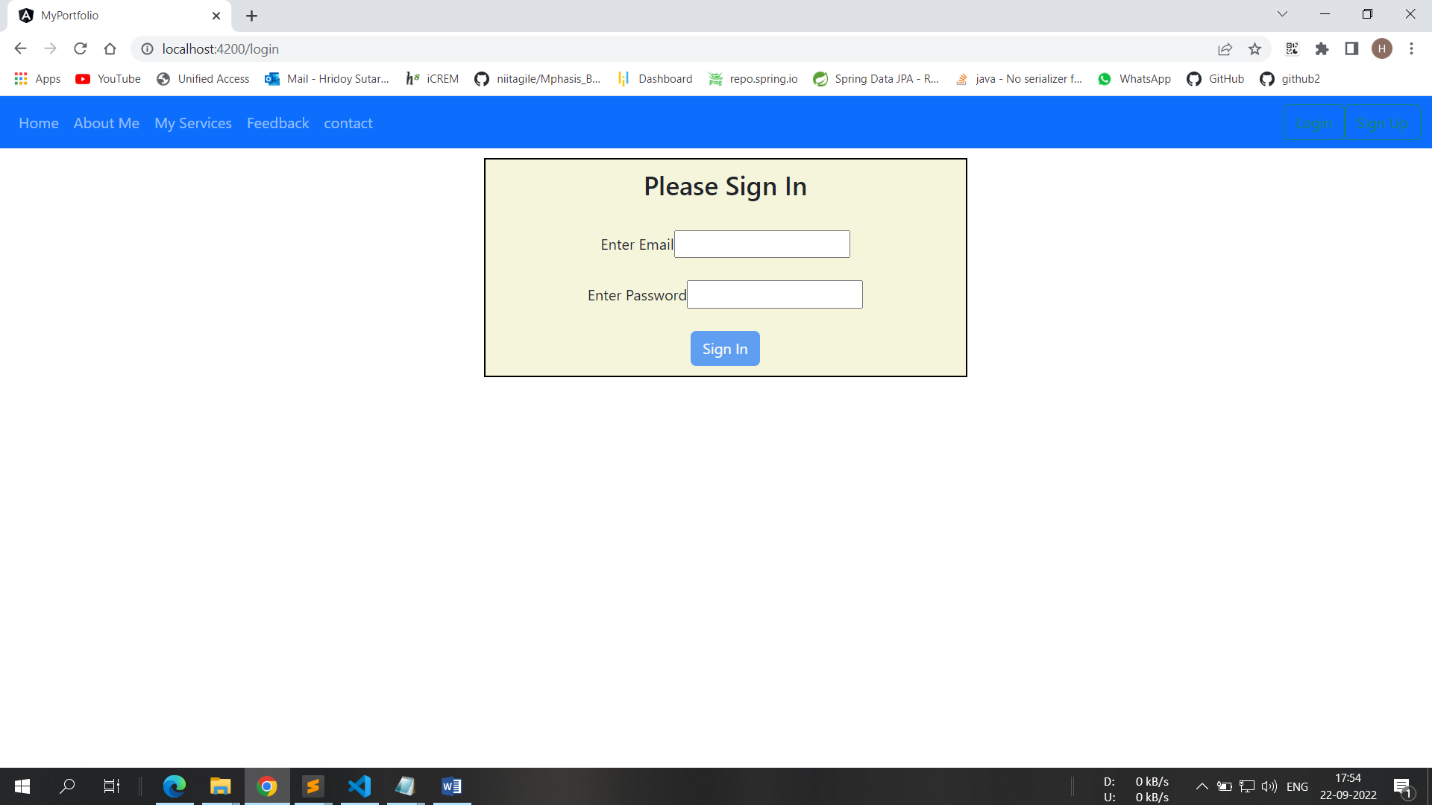 MyPortfolio
localhost:4200/login
H
Apps YouTube Unified Access Mail - Hridoy Sutar... iCREM niitagile/Mphasis_B... Dashboard repo.spring.io Spring Data JPA - R... java - No serializer f... WhatsApp GitHub github2
Home About Me My Services Feedback contact Login Sign Up
Please Sign In
Enter Email
Enter Password
Sign In
D: 0 kB/s
U: 0 kB/s
ENG
17:54
22-09-2022
1